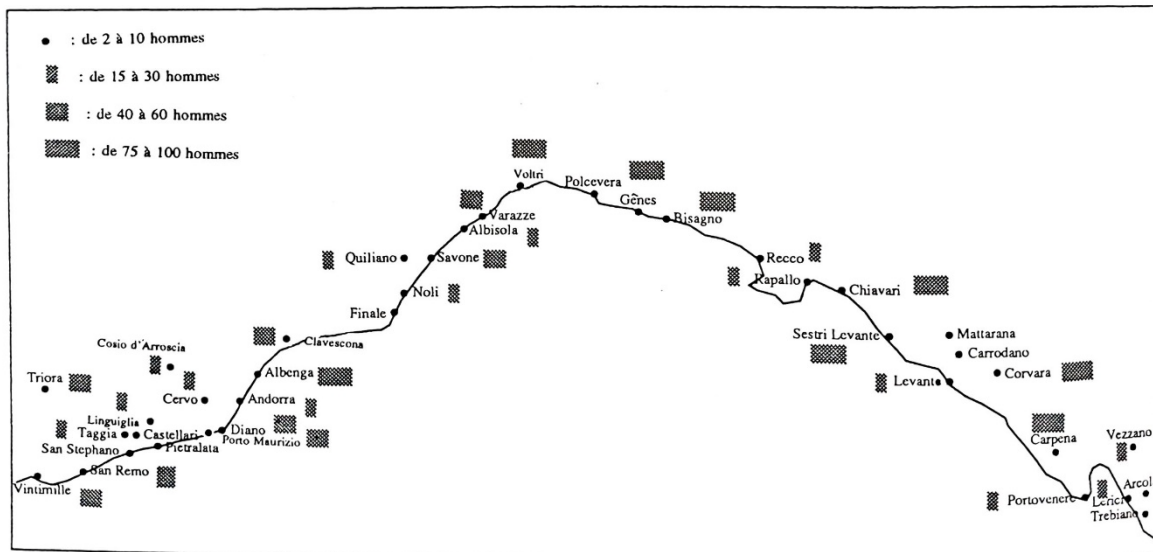 : de 2 à 10 hommes
: de 15 à 30 hommes
: de 40 à 60 hommes
: de 75 à 100 hommes
Voltri
Polcevera
Gênes
Bisagno
Varazze
Albisola
Quiliano
Savone
Recco
Rapallo
Chiavari
Noli
Finale
Clavescona
Sestri Levante
Mattarana
Carrodano
Corvara
Levant
Cosio d'Arroscia
Triora
Albenga
Cervo
Andorra
Linguiglia
Taggia
Castellari
Diano
Porto Maurizio
San Stephano
Pietralata
San Remo
Vintimille
Carpena
Vezzano
Portovenere
Lerici
Arcol
Trebiano